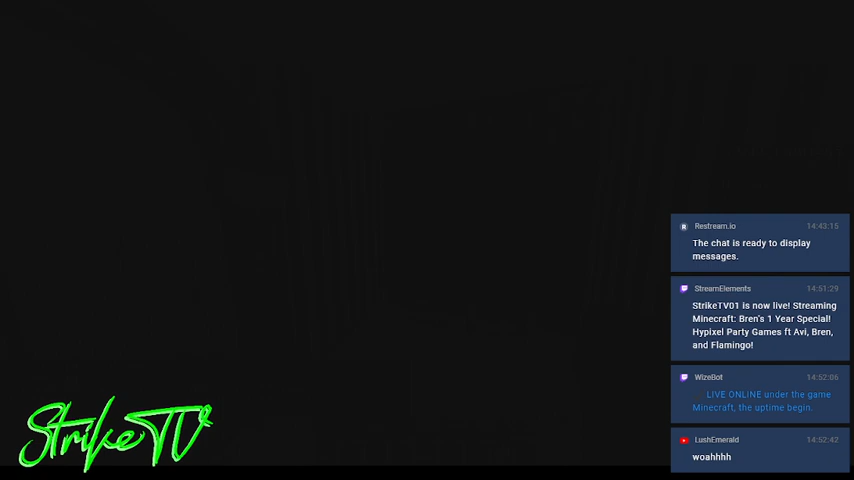 Restream.io 14:43:15
The chat is ready to display
messages.
StreamElements 14:51:29
StrikeTV01 is now live! Streaming
Minecraft: Bren's 1 Year Special!
Hypixel Party Games ft Avi, Bren,
and Flamingo!
WizeBot 14:52:06
LIVE ONLINE under the game
Minecraft, the uptime begin.
LushEmerald 14:52:42
woahhhh
StrikeTV